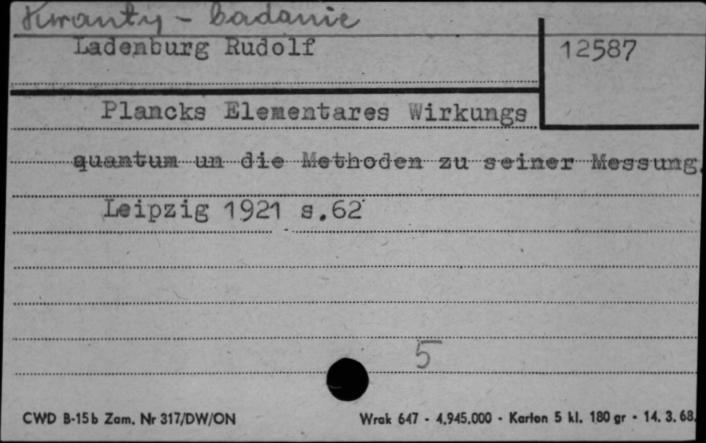 Kwanty - badanie
Ladenburg Rudolf
12587
Plancks Elementares Wirkungs
quantum un die Methoden zu seiner Messung.
Leipzig 1921 s.62
5
CWD B-15b Zam. Nr 317/DW/ON
Wrak 647 - 4.945.000 - Karton 5 kl. 180 gr - 14. 3. 68.